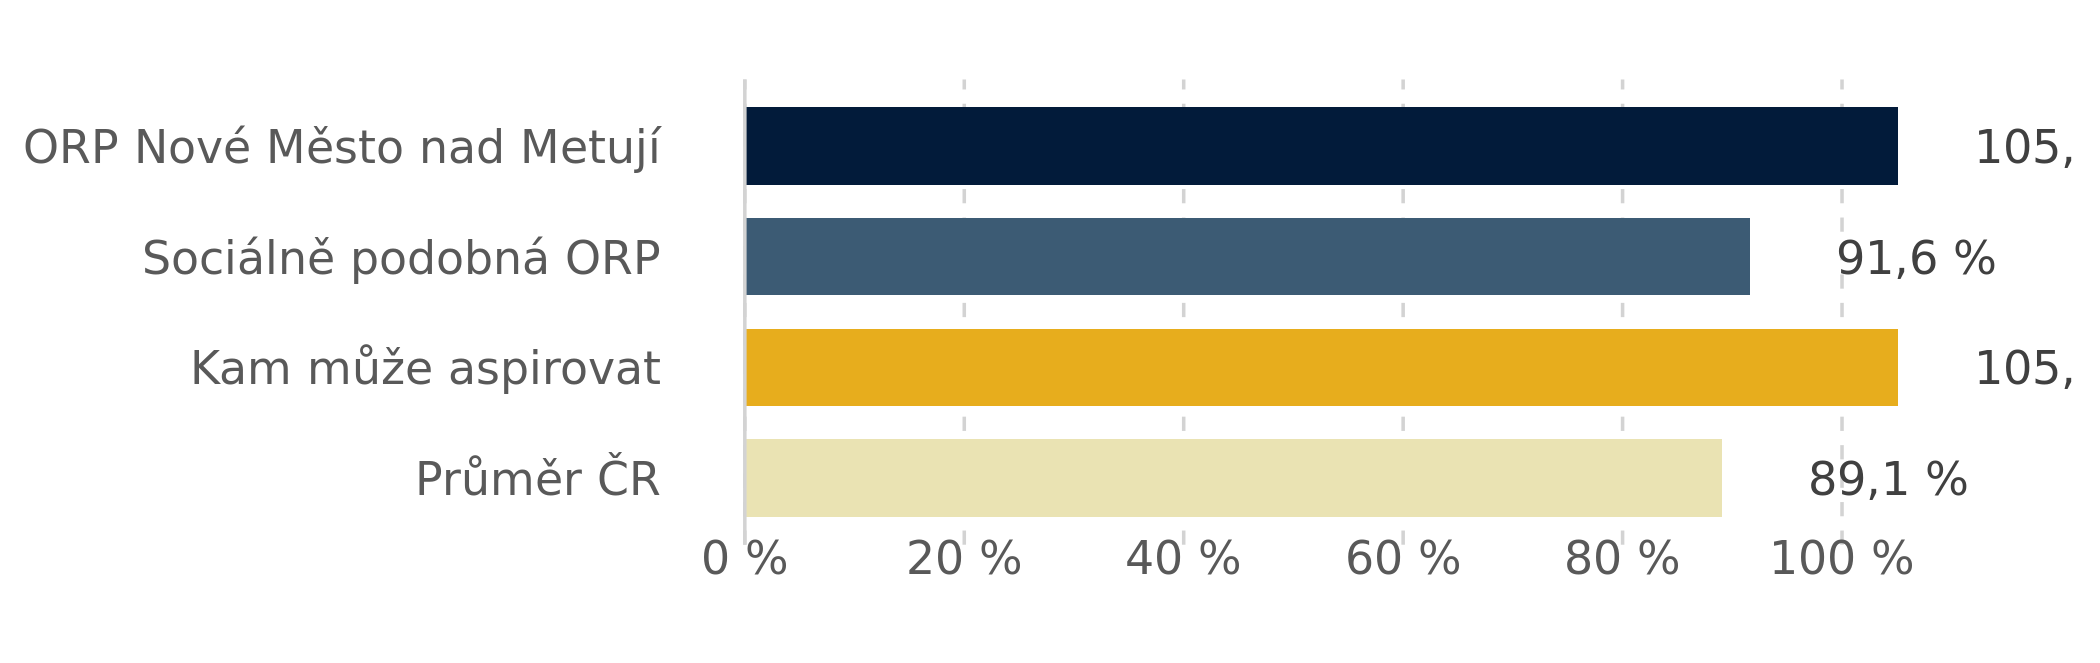 ORP Nové Město nad Metují 105,
Sociálně podobná ORP 91,6 %
Kam může aspirovat 105,
Průměr ČR 89,1 %
0 % 20 % 40 % 60 % 80 % 100 %